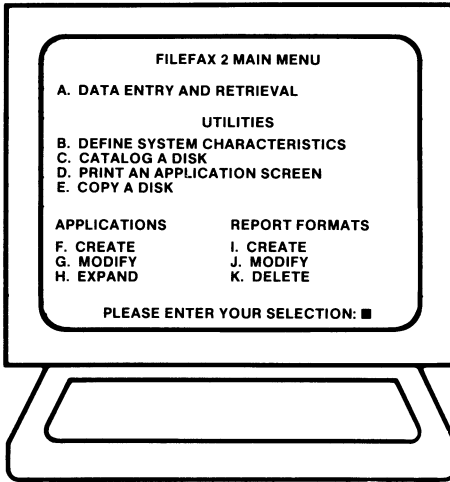 FILEFAX 2 MAIN MENU
A. DATA ENTRY AND RETRIEVAL
UTILITIES
B. DEFINE SYSTEM CHARACTERISTICS
C. CATALOG A DISK
D. PRINT AN APPLICATION SCREEN
E. COPY A DISK
APPLICATIONS
F. CREATE
G. MODIFY
H. EXPAND
REPORT FORMATS
I. CREATE
J. MODIFY
K. DELETE
PLEASE ENTER YOUR SELECTION: ■